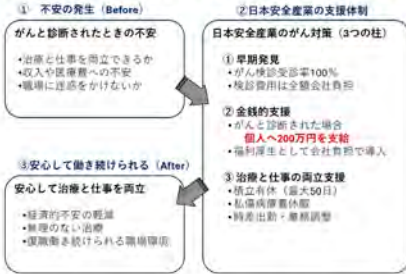 ① 不安の発生（Before）
がんと診断されたときの不安
•治療と仕事を両立できるか
•収入や医療費への不安
•職場に迷惑をかけないか
②日本安全産業の支援体制
日本安全産業のがん対策（3つの柱）
①早期発見
•がん検診受診率100%
•検診費用は全額会社負担
②金銭的支援
•がんと診断された場合
個人へ200万円を支給
•福利厚生として会社負担で導入
③治療と仕事の両立支援
•積立有休（最大50日）
•私傷病療養休暇
•時差出勤・業務調整
③安心して働き続けられる（After）
安心して治療と仕事を両立
•経済的不安の軽減
•無理のない治療
•復職働き続けられる職場環境